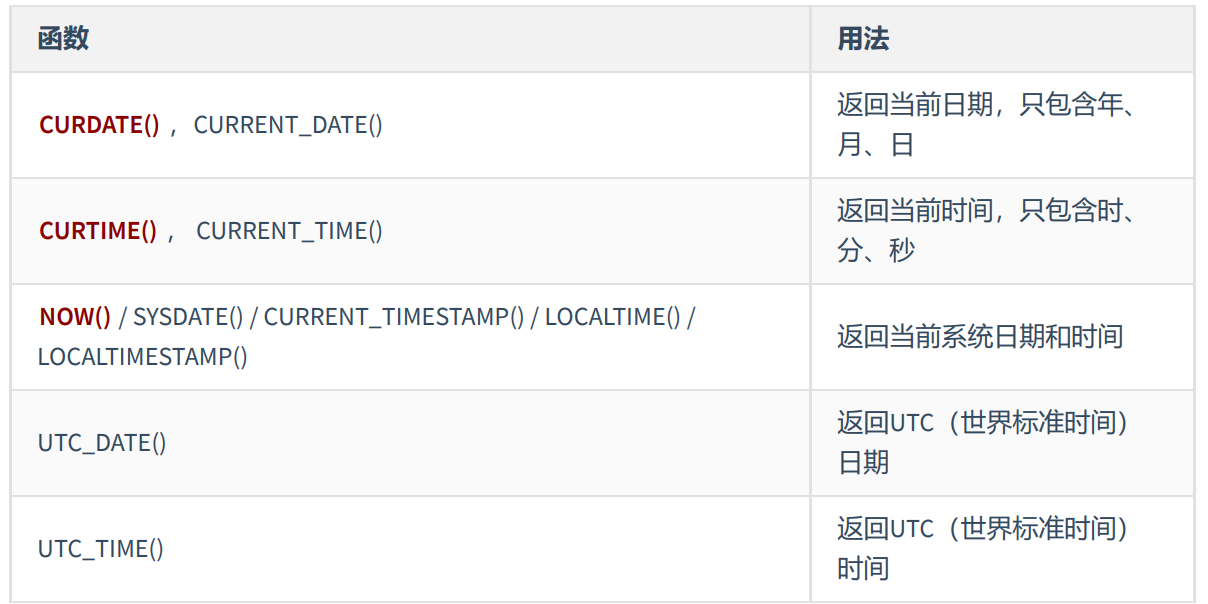 函数
用法
CURDATE() ，CURRENT_DATE()
返回当前日期，只包含年、
月、日
CURTIME() ， CURRENT_TIME()
返回当前时间，只包含时、
分、秒
NOW() / SYSDATE() / CURRENT_TIMESTAMP() / LOCALTIME() /
LOCALTIMESTAMP()
返回当前系统日期和时间
UTC_DATE()
返回UTC（世界标准时间）
日期
UTC_TIME()
返回UTC（世界标准时间）
时间